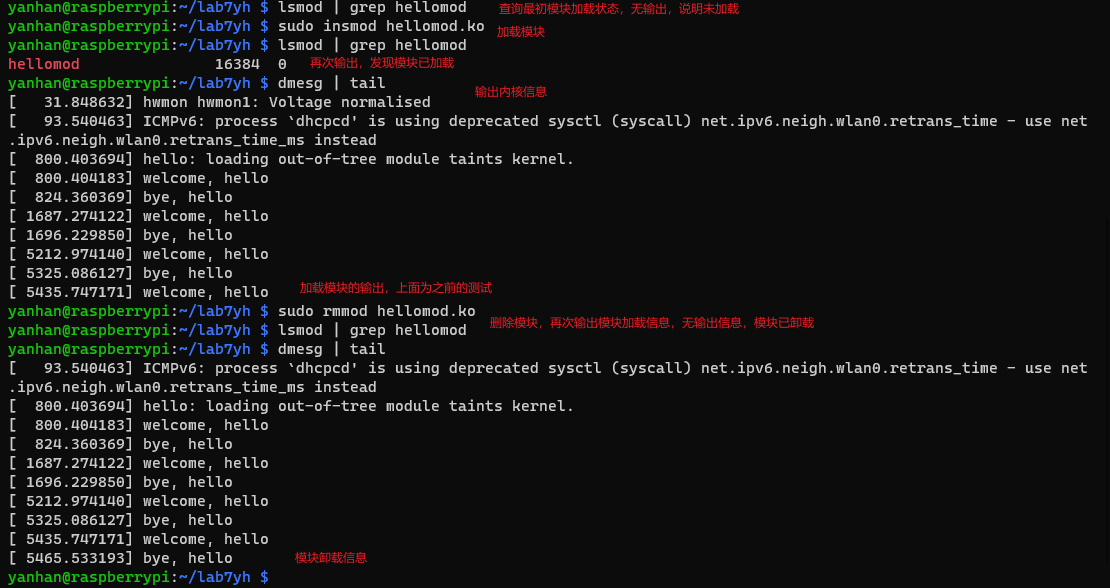 yanhan@raspberrypi:~/lab7yh $ lsmod | grep hellomod 查询最初模块加载状态，无输出，说明未加载
yanhan@raspberrypi:~/lab7yh $ sudo insmod hellomod.ko 加载模块
yanhan@raspberrypi:~/lab7yh $ lsmod | grep hellomod
hellomod               16384  0 再次输出，发现模块已加载
yanhan@raspberrypi:~/lab7yh $ dmesg | tail 输出内核信息
[   31.848632] hwmon hwmon1: Voltage normalised
[   93.540463] ICMPv6: process `dhcpcd' is using deprecated sysctl (syscall) net.ipv6.neigh.wlan0.retrans_time - use net
.ipv6.neigh.wlan0.retrans_time_ms instead
[  800.403694] hello: loading out-of-tree module taints kernel.
[  800.404183] welcome, hello
[  824.360369] bye, hello
[ 1687.274122] welcome, hello
[ 1696.229850] bye, hello
[ 5212.974140] welcome, hello
[ 5325.086127] bye, hello
[ 5435.747171] welcome, hello 加载模块的输出，上面为之前的测试
yanhan@raspberrypi:~/lab7yh $ sudo rmmod hellomod.ko 删除模块，再次输出模块加载信息，无输出信息，模块已卸载
yanhan@raspberrypi:~/lab7yh $ lsmod | grep hellomod
yanhan@raspberrypi:~/lab7yh $ dmesg | tail
[   93.540463] ICMPv6: process `dhcpcd' is using deprecated sysctl (syscall) net.ipv6.neigh.wlan0.retrans_time - use net
.ipv6.neigh.wlan0.retrans_time_ms instead
[  800.403694] hello: loading out-of-tree module taints kernel.
[  800.404183] welcome, hello
[  824.360369] bye, hello
[ 1687.274122] welcome, hello
[ 1696.229850] bye, hello
[ 5212.974140] welcome, hello
[ 5325.086127] bye, hello
[ 5435.747171] welcome, hello
[ 5465.533193] bye, hello 模块卸载信息
yanhan@raspberrypi:~/lab7yh $